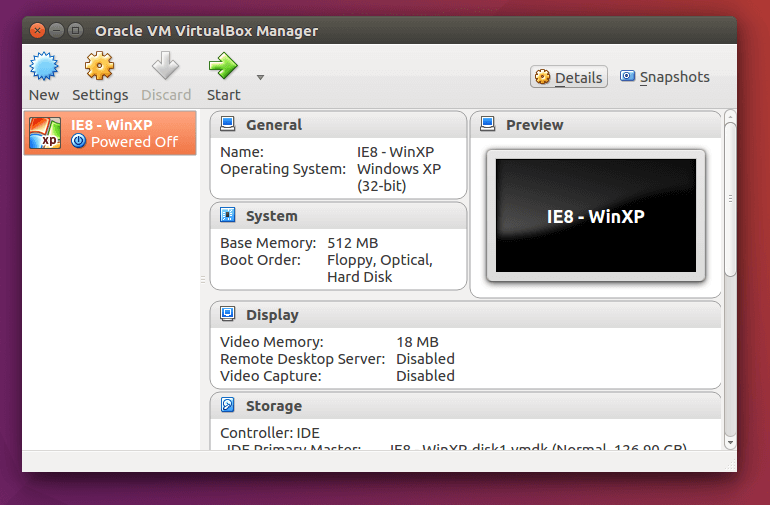 Oracle VM VirtualBox Manager
New Settings Discard Start Details Snapshots
IE8 - WinXP
Powered Off
xp
General
Name: IE8 - WinXP
Operating System: Windows XP
(32-bit)
Preview
IE8 - WinXP
System
Base Memory: 512 MB
Boot Order: Floppy, Optical,
Hard Disk
Display
Video Memory: 18 MB
Remote Desktop Server: Disabled
Video Capture: Disabled
Storage
Controller: IDE
IDE Primary Master: IE8 - WinXP-disk1.vmdk (Normal, 126.90 GB)